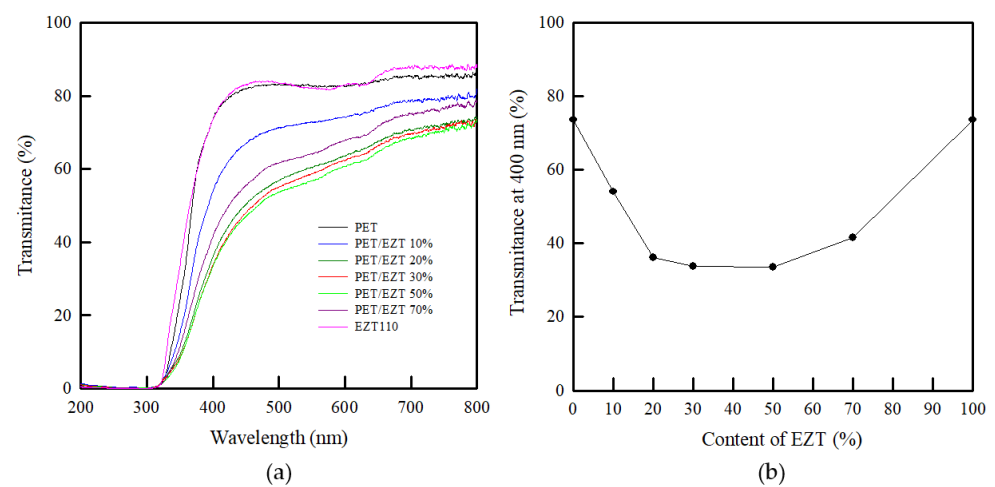 100
80
60
40
20
0
Transmitance (%)
200 300 400 500 600 700 800
Wavelength (nm)
PET
PET/EZT 10%
PET/EZT 20%
PET/EZT 30%
PET/EZT 50%
PET/EZT 70%
EZT110
(a)
100
80
60
40
20
0
Transmitance at 400 nm (%)
0 10 20 30 40 50 60 70 80 90 100
Content of EZT (%)
(b)